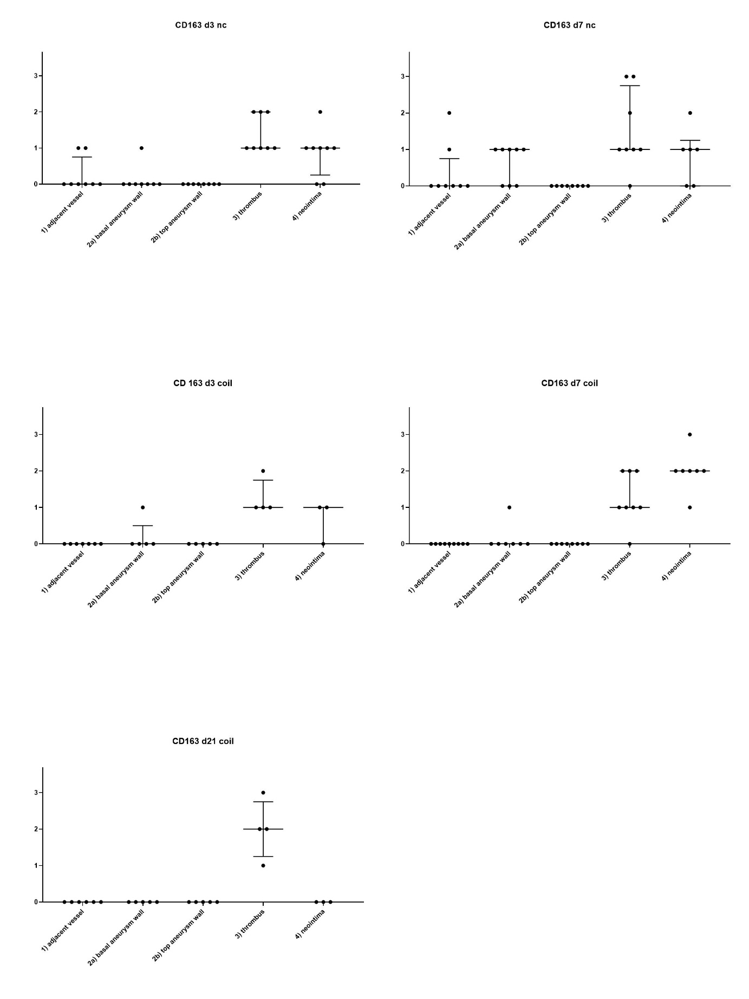 CD163 d3 nc
3
2
1
0
1) adjacent vessel
2a) basal aneurysm wall
2b) top aneurysm wall
3) thrombus
4) neointima
CD163 d7 nc
3
2
1
0
1) adjacent vessel
2a) basal aneurysm wall
2b) top aneurysm wall
3) thrombus
4) neointima
CD 163 d3 coil
3
2
1
0
1) adjacent vessel
2a) basal aneurysm wall
2b) top aneurysm wall
3) thrombus
4) neointima
CD163 d7 coil
3
2
1
0
1) adjacent vessel
2a) basal aneurysm wall
2b) top aneurysm wall
3) thrombus
4) neointima
CD163 d21 coil
3
2
1
0
1) adjacent vessel
2a) basal aneurysm wall
2b) top aneurysm wall
3) thrombus
4) neointima